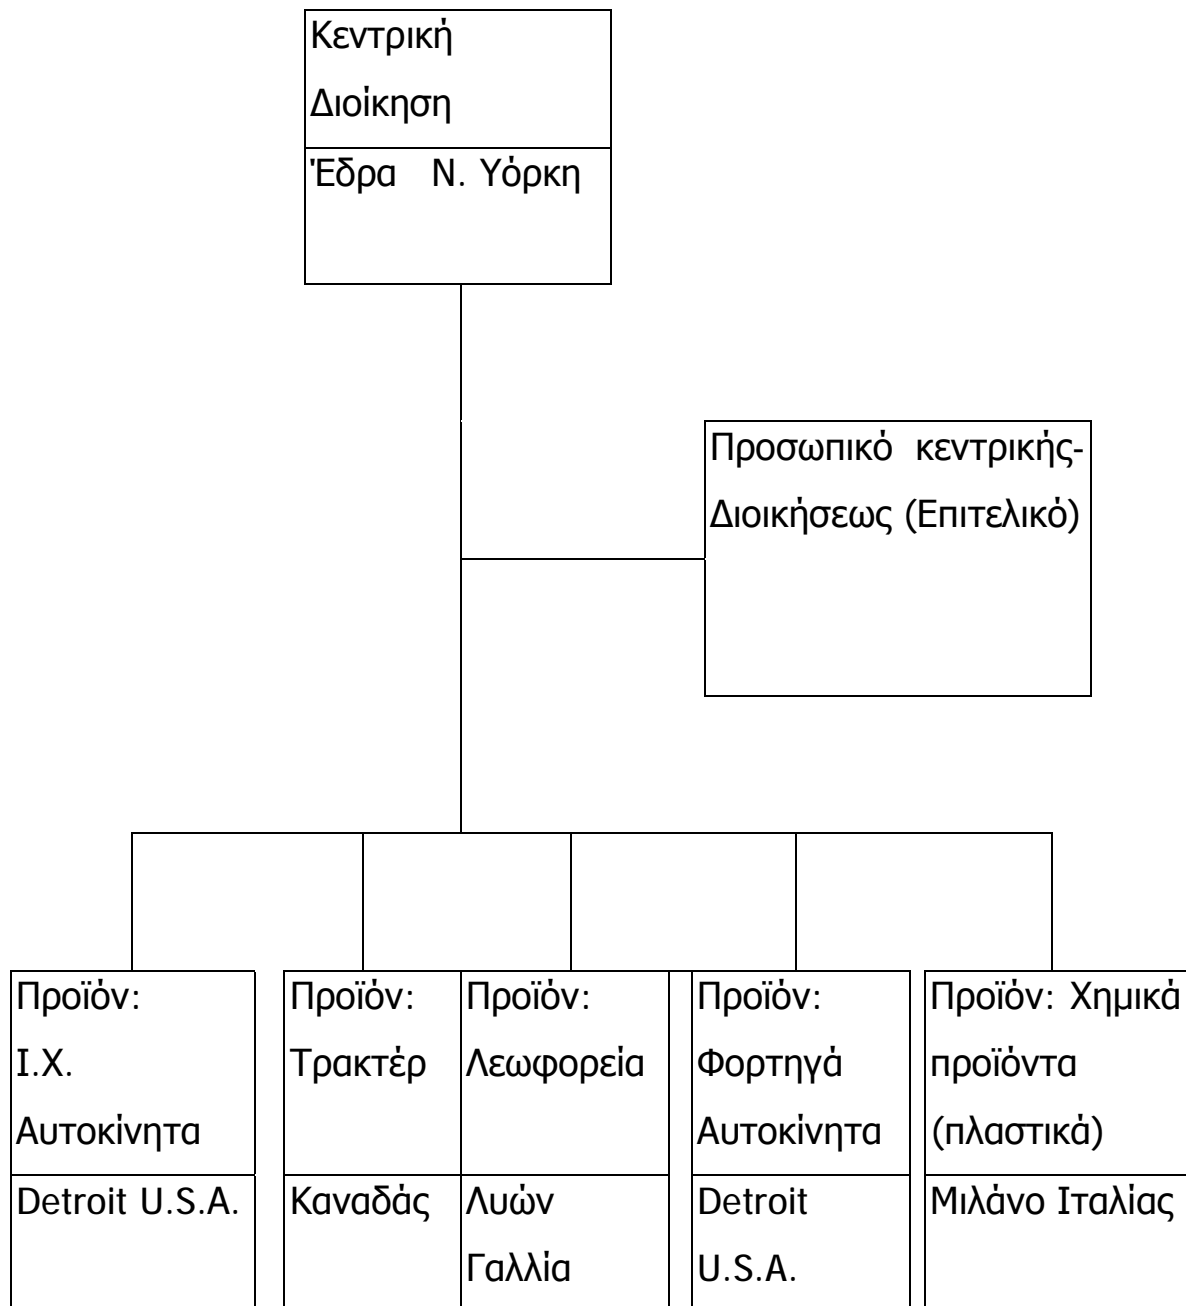 Κεντρική
Διοίκηση
Έδρα Ν. Υόρκη
Προσωπικό κεντρικής-
Διοικήσεως (Επιτελικό)
Προϊόν:
Ι.Χ.
Αυτοκίνητα
Detroit U.S.A.
Προϊόν:
Τρακτέρ
Καναδάς
Προϊόν:
Λεωφορεία
Λυών
Γαλλία
Προϊόν:
Φορτηγά
Αυτοκίνητα
Detroit
U.S.A.
Προϊόν: Χημικά
προϊόντα
(πλαστικά)
Μιλάνο Ιταλίας